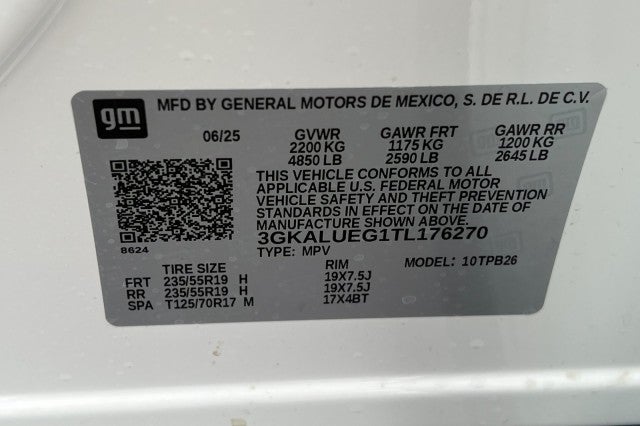 gm MFD BY GENERAL MOTORS DE MEXICO, S. DE R.L. DE C.V.
06/25 GVWR GAWR FRT GAWR RR
2200 KG 1175 KG 1200 KG
4850 LB 2590 LB 2645 LB
THIS VEHICLE CONFORMS TO ALL
APPLICABLE U.S. FEDERAL MOTOR
VEHICLE SAFETY AND THEFT PREVENTION
STANDARDS IN EFFECT ON THE DATE OF
MANUFACTURE SHOWN ABOVE.
3GKALUEG1TL176270
8624 TYPE: MPV MODEL: 10TPB26
TIRE SIZE RIM
FRT 235/55R19 H 19X7.5J
RR 235/55R19 H 19X7.5J
SPA T125/70R17 M 17X4BT